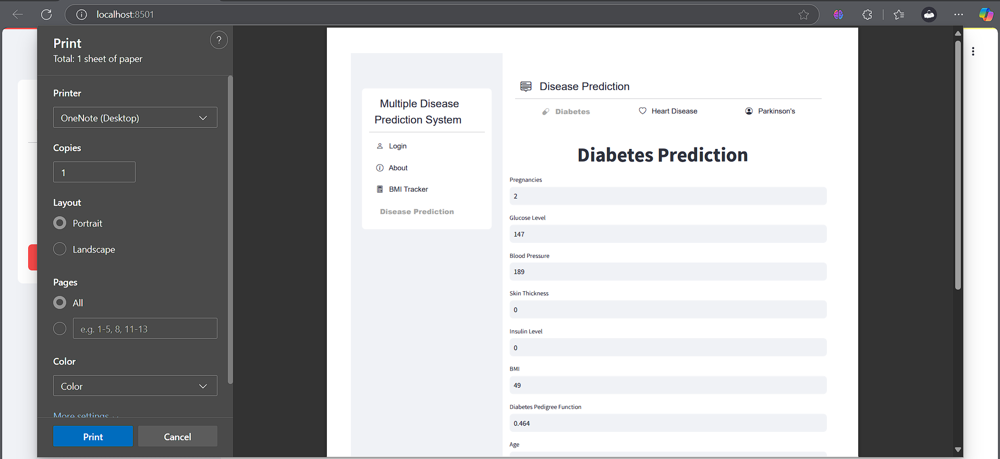 localhost:8501
Print
?
Total: 1 sheet of paper
Printer
OneNote (Desktop)
Copies
1
Layout
Portrait
Landscape
Pages
All
e.g. 1-5, 8, 11-13
Color
Color
More settings
Print
Cancel
Multiple Disease
Prediction System
Login
About
BMI Tracker
Disease Prediction
Disease Prediction
Diabetes
Heart Disease
Parkinson's
Diabetes Prediction
Pregnancies
2
Glucose Level
147
Blood Pressure
189
Skin Thickness
0
Insulin Level
0
BMI
49
Diabetes Pedigree Function
0.464
Age